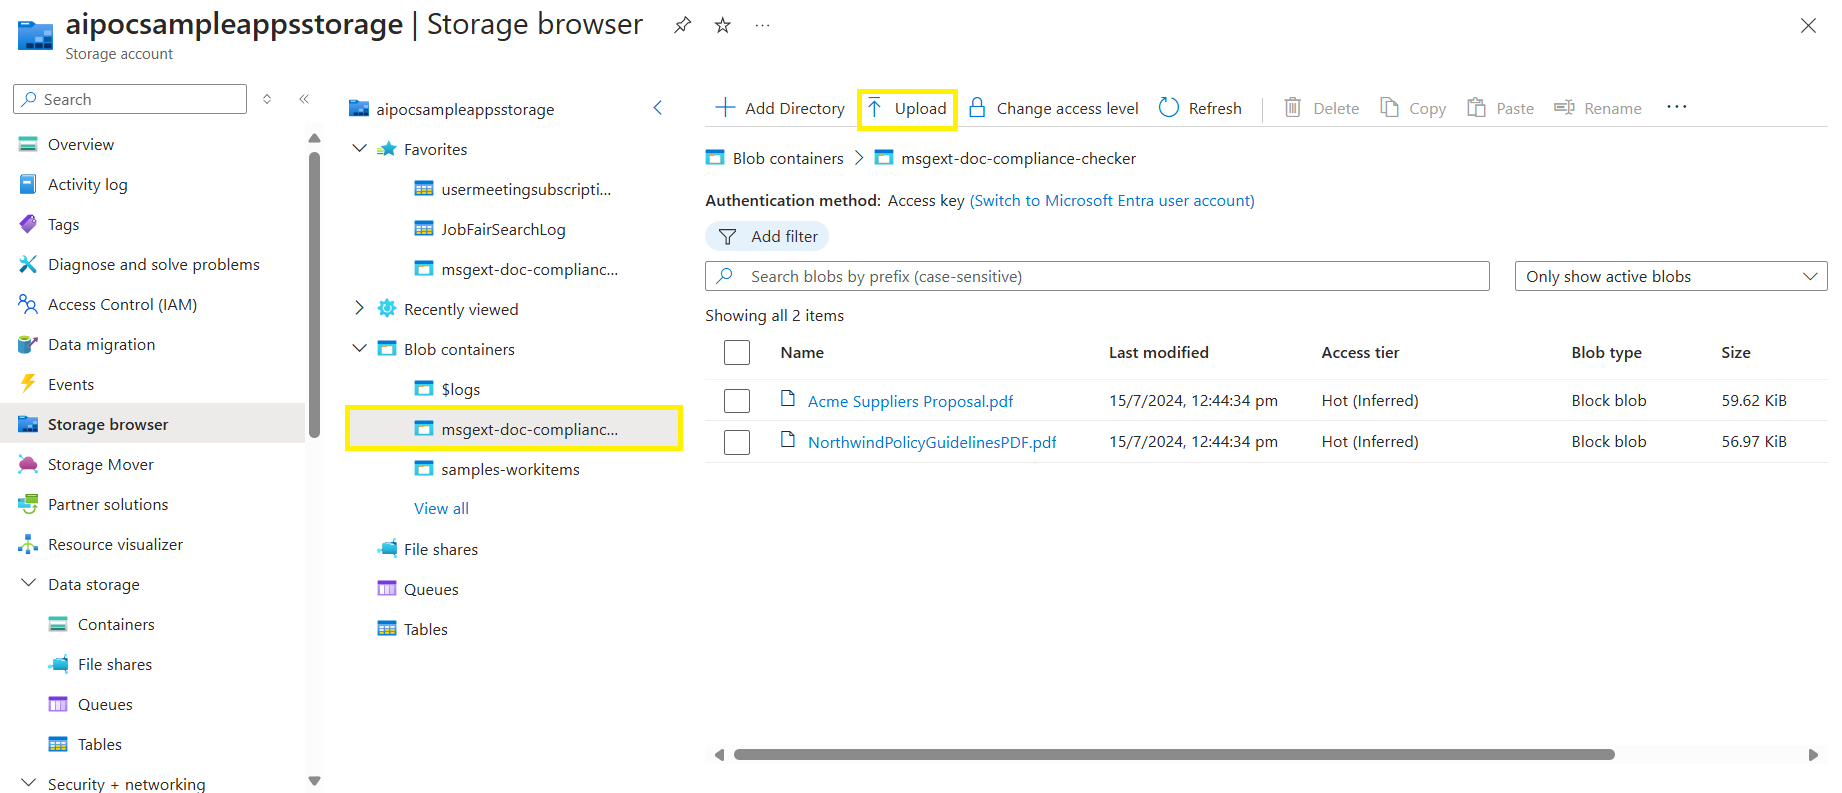 aipocsampleappsstorage | Storage browser
Storage account
Search
Overview
Activity log
Tags
Diagnose and solve problems
Access Control (IAM)
Data migration
Events
Storage browser
Storage Mover
Partner solutions
Resource visualizer
Data storage
Containers
File shares
Queues
Tables
Security + networking
aipocsampleappsstorage
Favorites
usermeetingsubscripti...
JobFairSearchLog
msgext-doc-complianc...
Recently viewed
Blob containers
$logs
msgext-doc-complianc...
samples-workitems
View all
File shares
Queues
Tables
Add Directory Upload Change access level Refresh Delete Copy Paste Rename
Blob containers > msgext-doc-compliance-checker
Authentication method: Access key (Switch to Microsoft Entra user account)
Add filter
Search blobs by prefix (case-sensitive) Only show active blobs
Showing all 2 items
Name Last modified Access tier Blob type Size
Acme Suppliers Proposal.pdf 15/7/2024, 12:44:34 pm Hot (Inferred) Block blob 59.62 KiB
NorthwindPolicyGuidelinesPDF.pdf 15/7/2024, 12:44:34 pm Hot (Inferred) Block blob 56.97 KiB